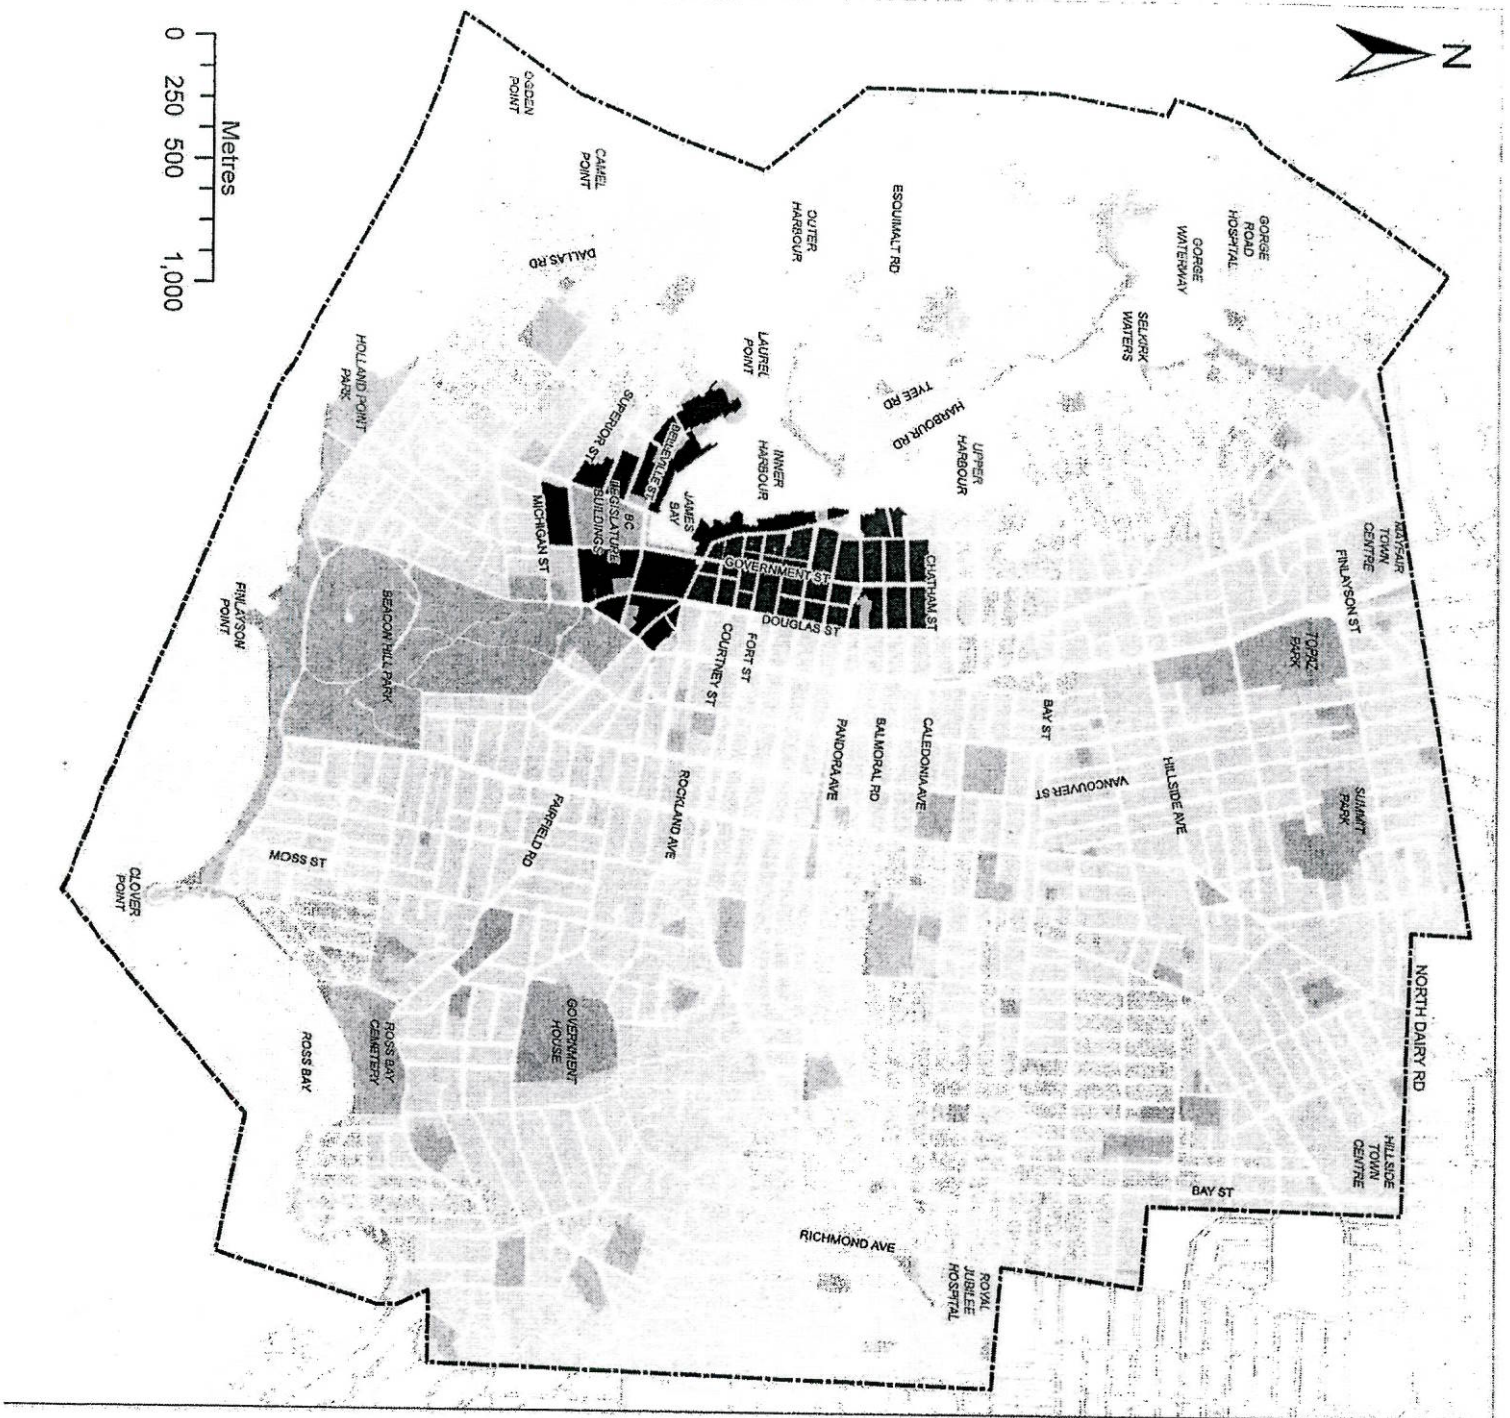 N
MAYFAIR
TOWN
CENTRE
FINLAYSON ST
TOPAZ
PARK
SUMMIT
PARK
NORTH DAIRY RD
HILLSIDE
TOWN
CENTRE
GORGE
ROAD
HOSPITAL
GORGE
WATERWAY
SELKIRK
WATERS
HILLSIDE AVE
BAY ST
VANCOUVER ST
BAY ST
ESQUIMALT RD
TYEE RD
HARBOUR RD
UPPER
HARBOUR
CHATHAM ST
CALEDONIA AVE
BALMORAL RD
PANDORA AVE
ROYAL
JUBILEE
HOSPITAL
RICHMOND AVE
OUTER
HARBOUR
LAUREL
POINT
INNER
HARBOUR
GOVERNMENT ST
DOUGLAS ST
FORT ST
COURTNEY ST
JAMES
BAY
BELLEVILLE ST
SUPERIOR ST
BC
LEGISLATURE
BUILDINGS
MICHIGAN ST
ROCKLAND AVE
CAMEL
POINT
OGDEN
POINT
DALLAS RD
FAIRFIELD RD
GOVERNMENT
HOUSE
HOLLAND POINT
PARK
BEACON HILL PARK
MOSS ST
ROSS BAY
CEMETERY
ROSS BAY
FINLAYSON
POINT
CLOVER
POINT
Metres
0 250 500 1,000